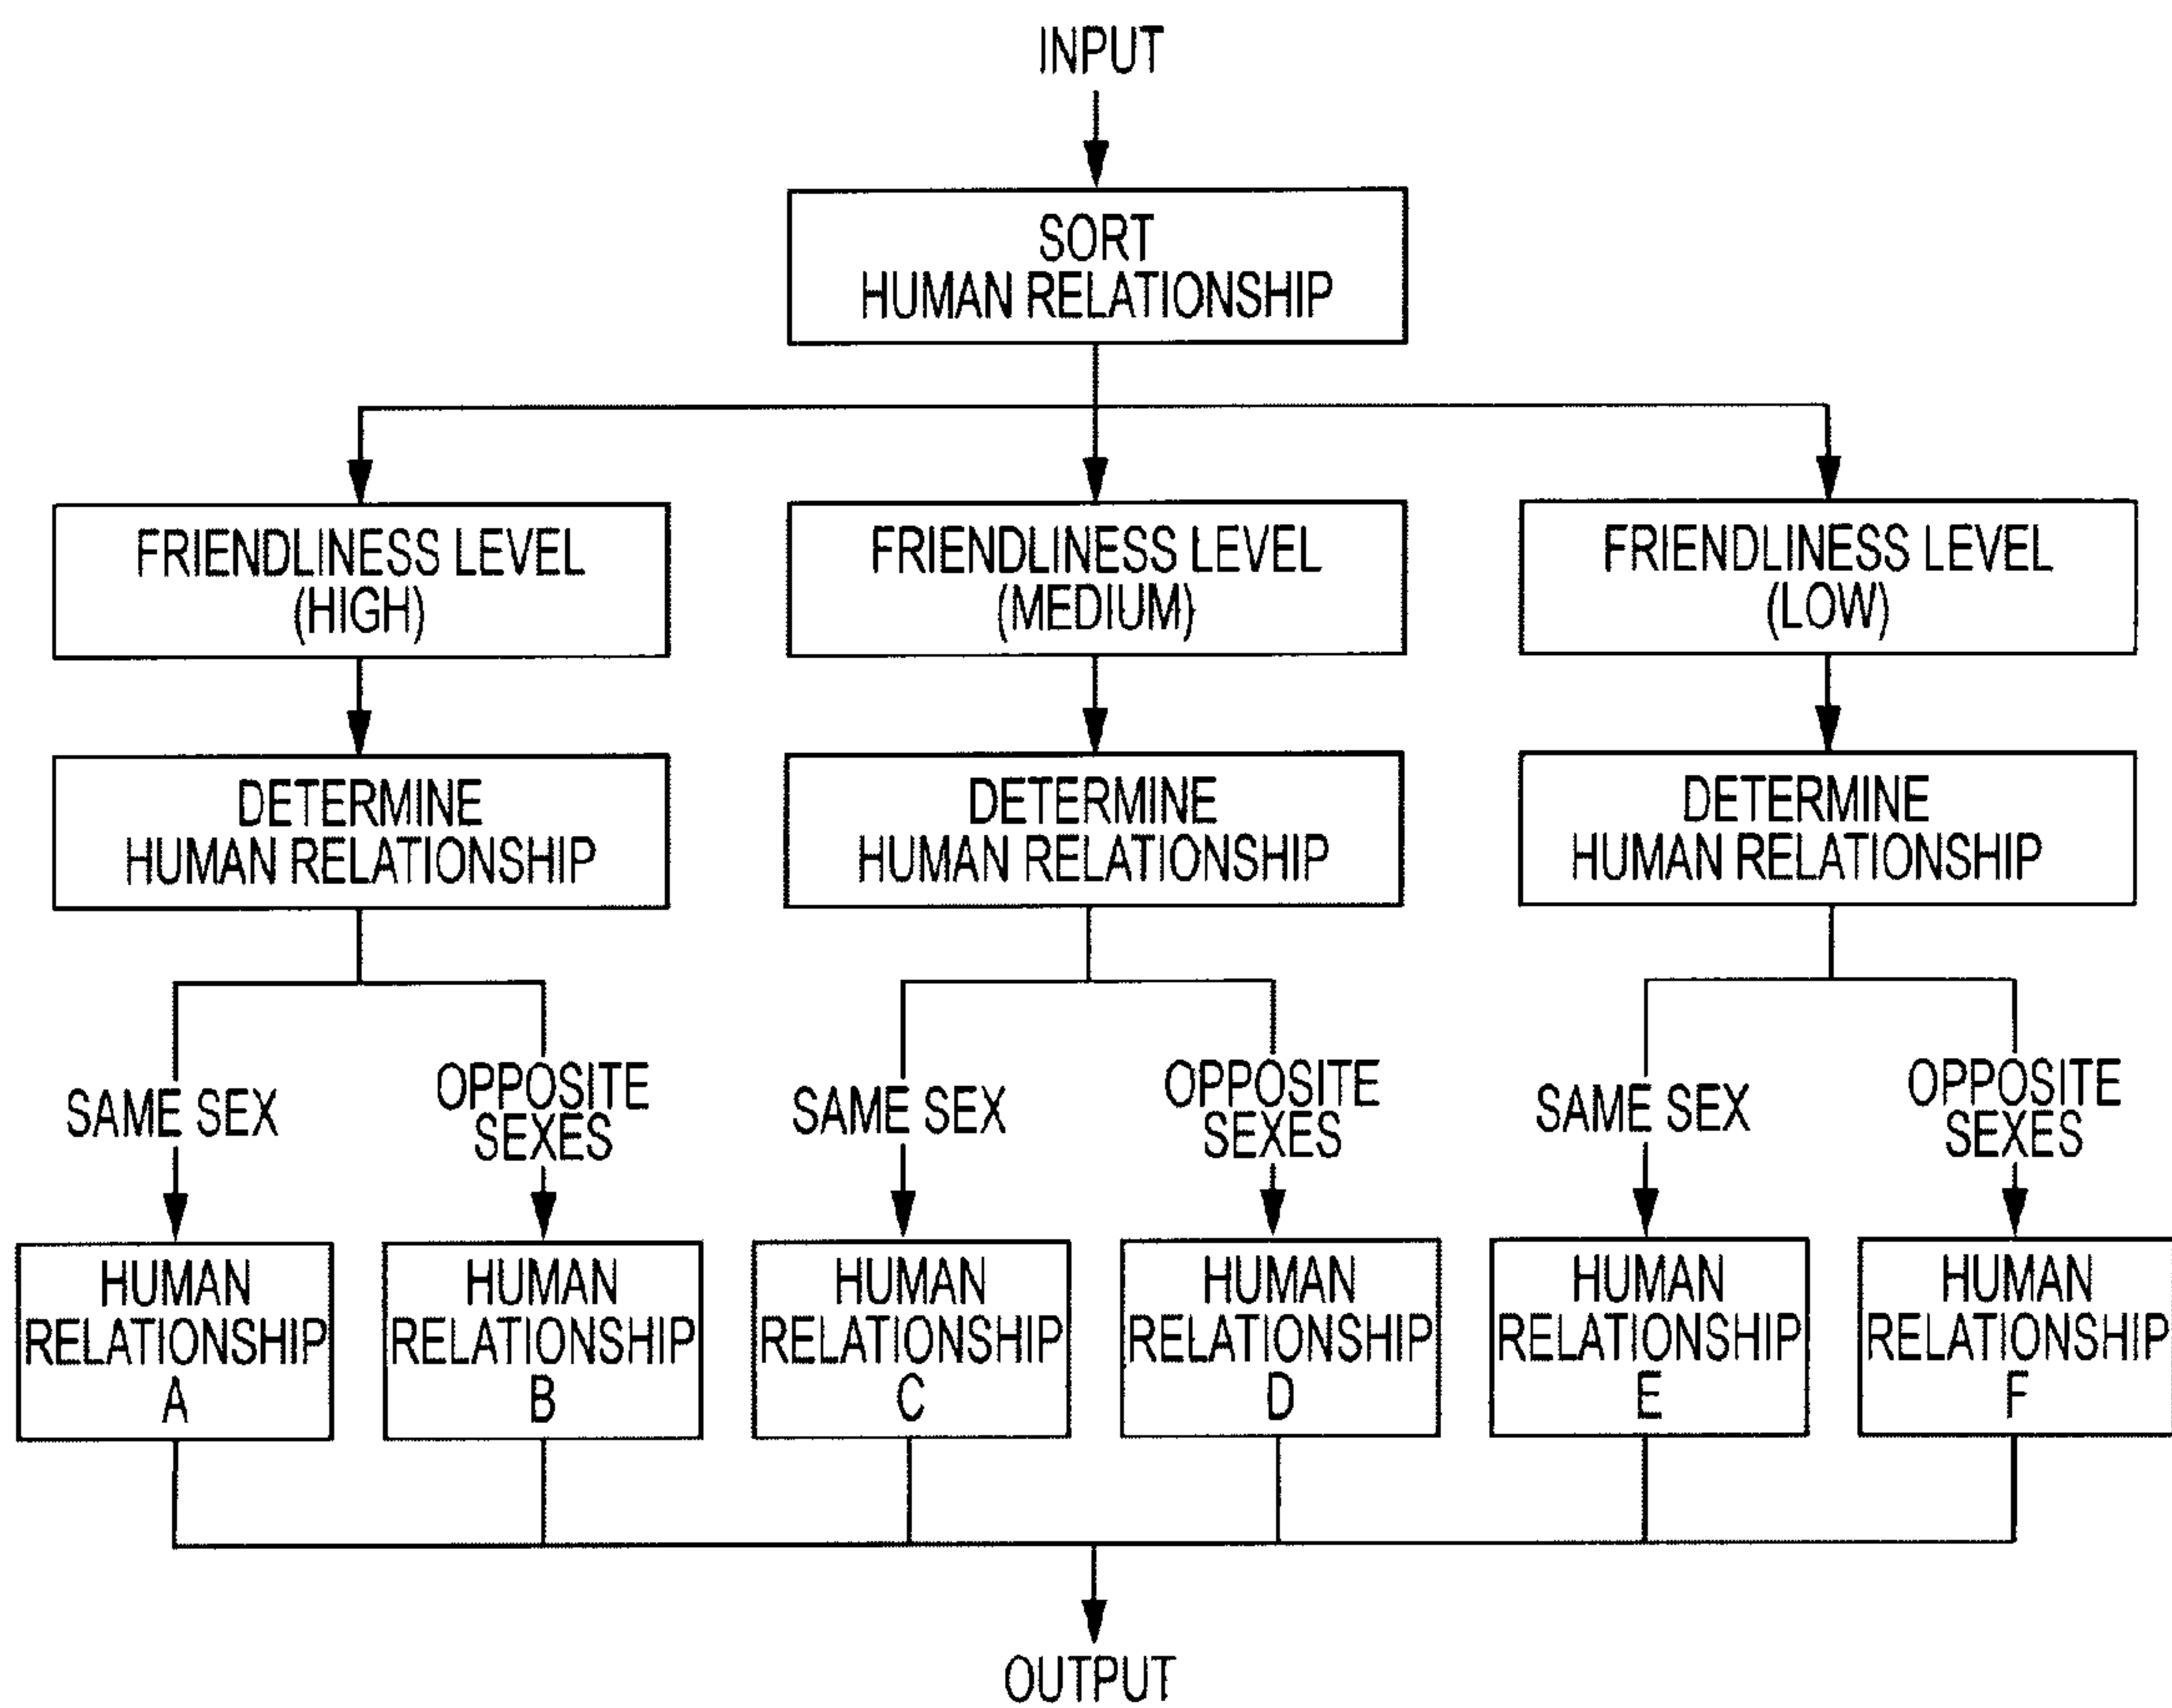 INPUT
SORT
HUMAN RELATIONSHIP
FRIENDLINESS LEVEL
(HIGH)
FRIENDLINESS LEVEL
(MEDIUM)
FRIENDLINESS LEVEL
(LOW)
DETERMINE
HUMAN RELATIONSHIP
DETERMINE
HUMAN RELATIONSHIP
DETERMINE
HUMAN RELATIONSHIP
SAME SEX
OPPOSITE
SEXES
SAME SEX
OPPOSITE
SEXES
SAME SEX
OPPOSITE
SEXES
HUMAN
RELATIONSHIP
A
HUMAN
RELATIONSHIP
B
HUMAN
RELATIONSHIP
C
HUMAN
RELATIONSHIP
D
HUMAN
RELATIONSHIP
E
HUMAN
RELATIONSHIP
F
OUTPUT